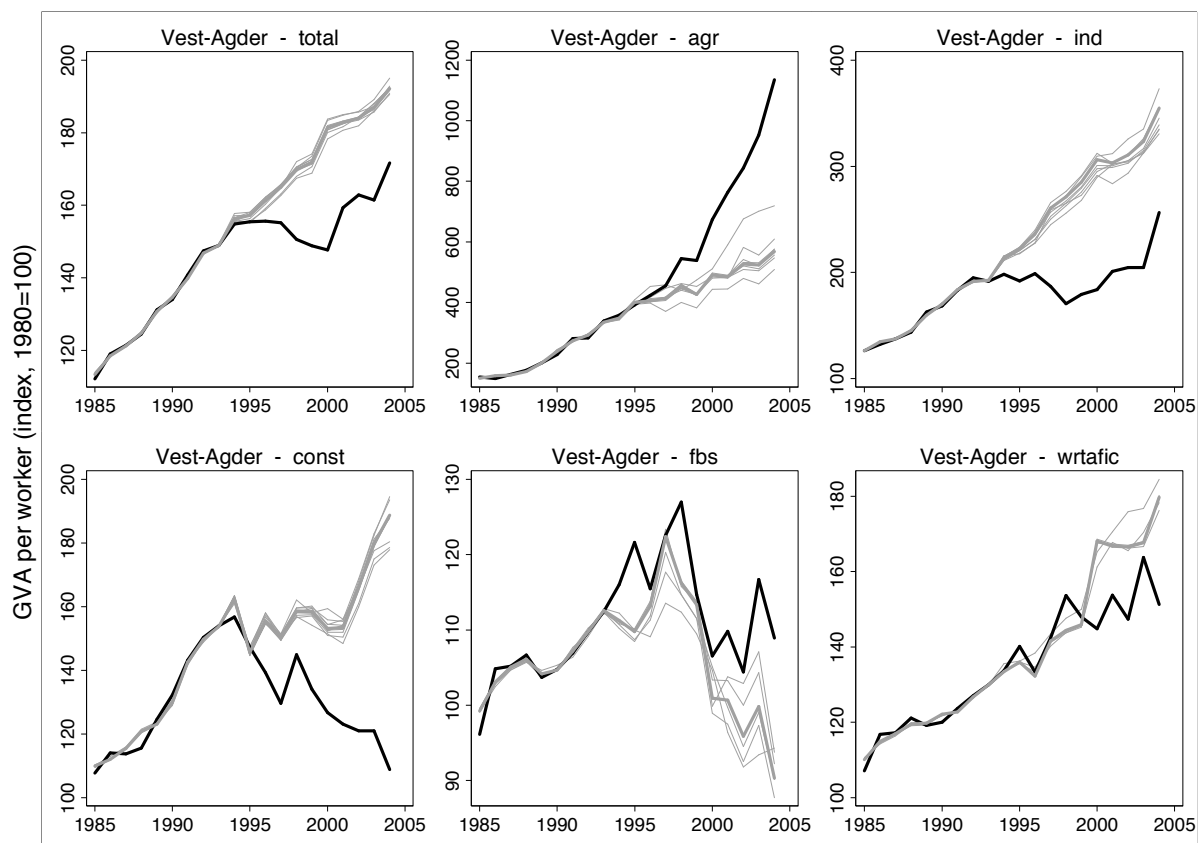 GVA per worker (index, 1980=100)
Vest-Agder - total
200
180
160
140
120
1985 1990 1995 2000 2005
Vest-Agder - agr
1200
1000
800
600
400
200
1985 1990 1995 2000 2005
Vest-Agder - ind
400
300
200
100
1985 1990 1995 2000 2005
Vest-Agder - const
200
180
160
140
120
100
1985 1990 1995 2000 2005
Vest-Agder - fbs
130
120
110
100
90
1985 1990 1995 2000 2005
Vest-Agder - wrtafic
180
160
140
120
100
1985 1990 1995 2000 2005